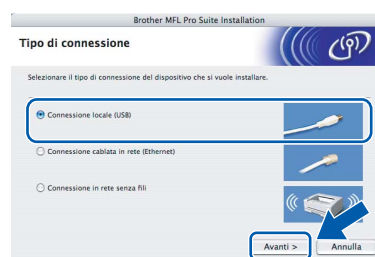 Brother MFL Pro Suite Installation
Tipo di connessione
Selezionare il tipo di connessione del dispositivo che si vuole installare.
Connessione locale (USB)
Connessione cablata in rete (Ethernet)
Connessione in rete senza fili
Avanti >
Annulla